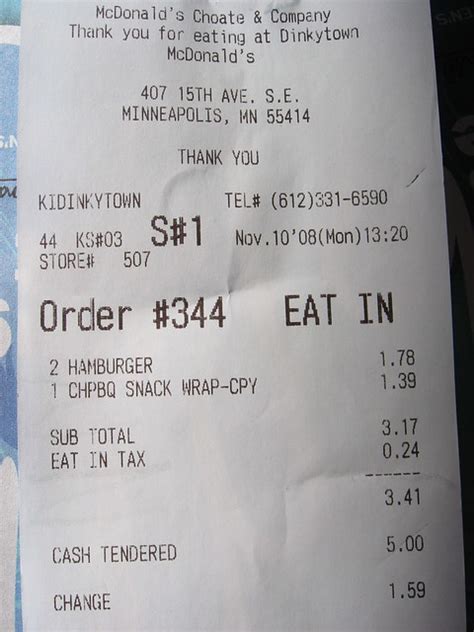 McDonald's Choate & Company
Thank you for eating at Dinkytown
McDonald's
407 15TH AVE. S.E.
MINNEAPOLIS, MN 55414
THANK YOU
KIDINKYTOWN TEL# (612)331-6590
44 KS#03 S#1 Nov.10'08(Mon)13:20
STORE# 507
Order #344 EAT IN
2 HAMBURGER 1.78
1 CHPBQ SNACK WRAP-CPY 1.39
SUB TOTAL 3.17
EAT IN TAX 0.24
------
3.41
CASH TENDERED 5.00
CHANGE 1.59